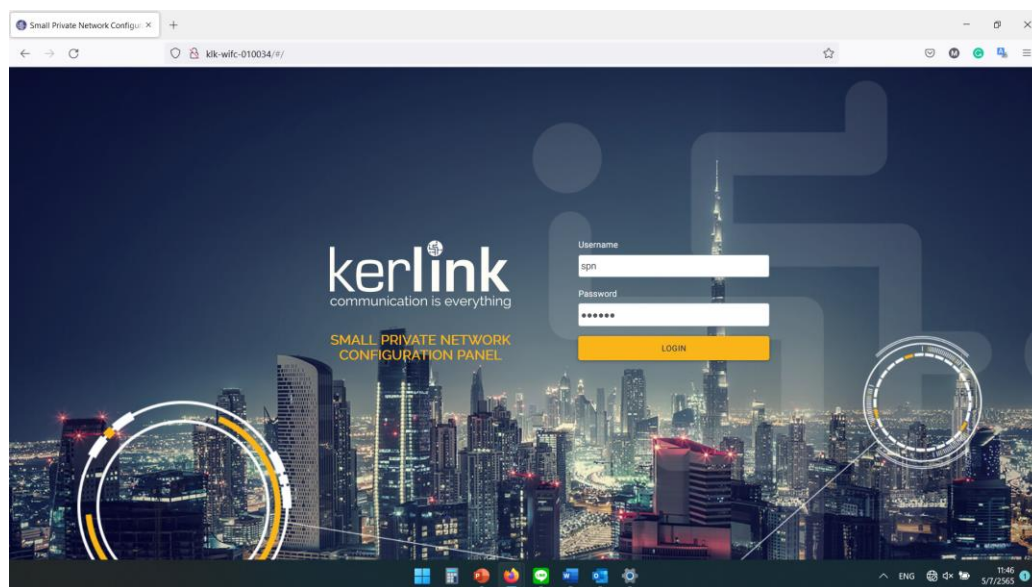 Small Private Network Configu
klk-wifc-010034/#/
kerlink
communication is everything
SMALL PRIVATE NETWORK
CONFIGURATION PANEL
Username
spn
Password
••••••
LOGIN
ENG
11:46
5/7/2565